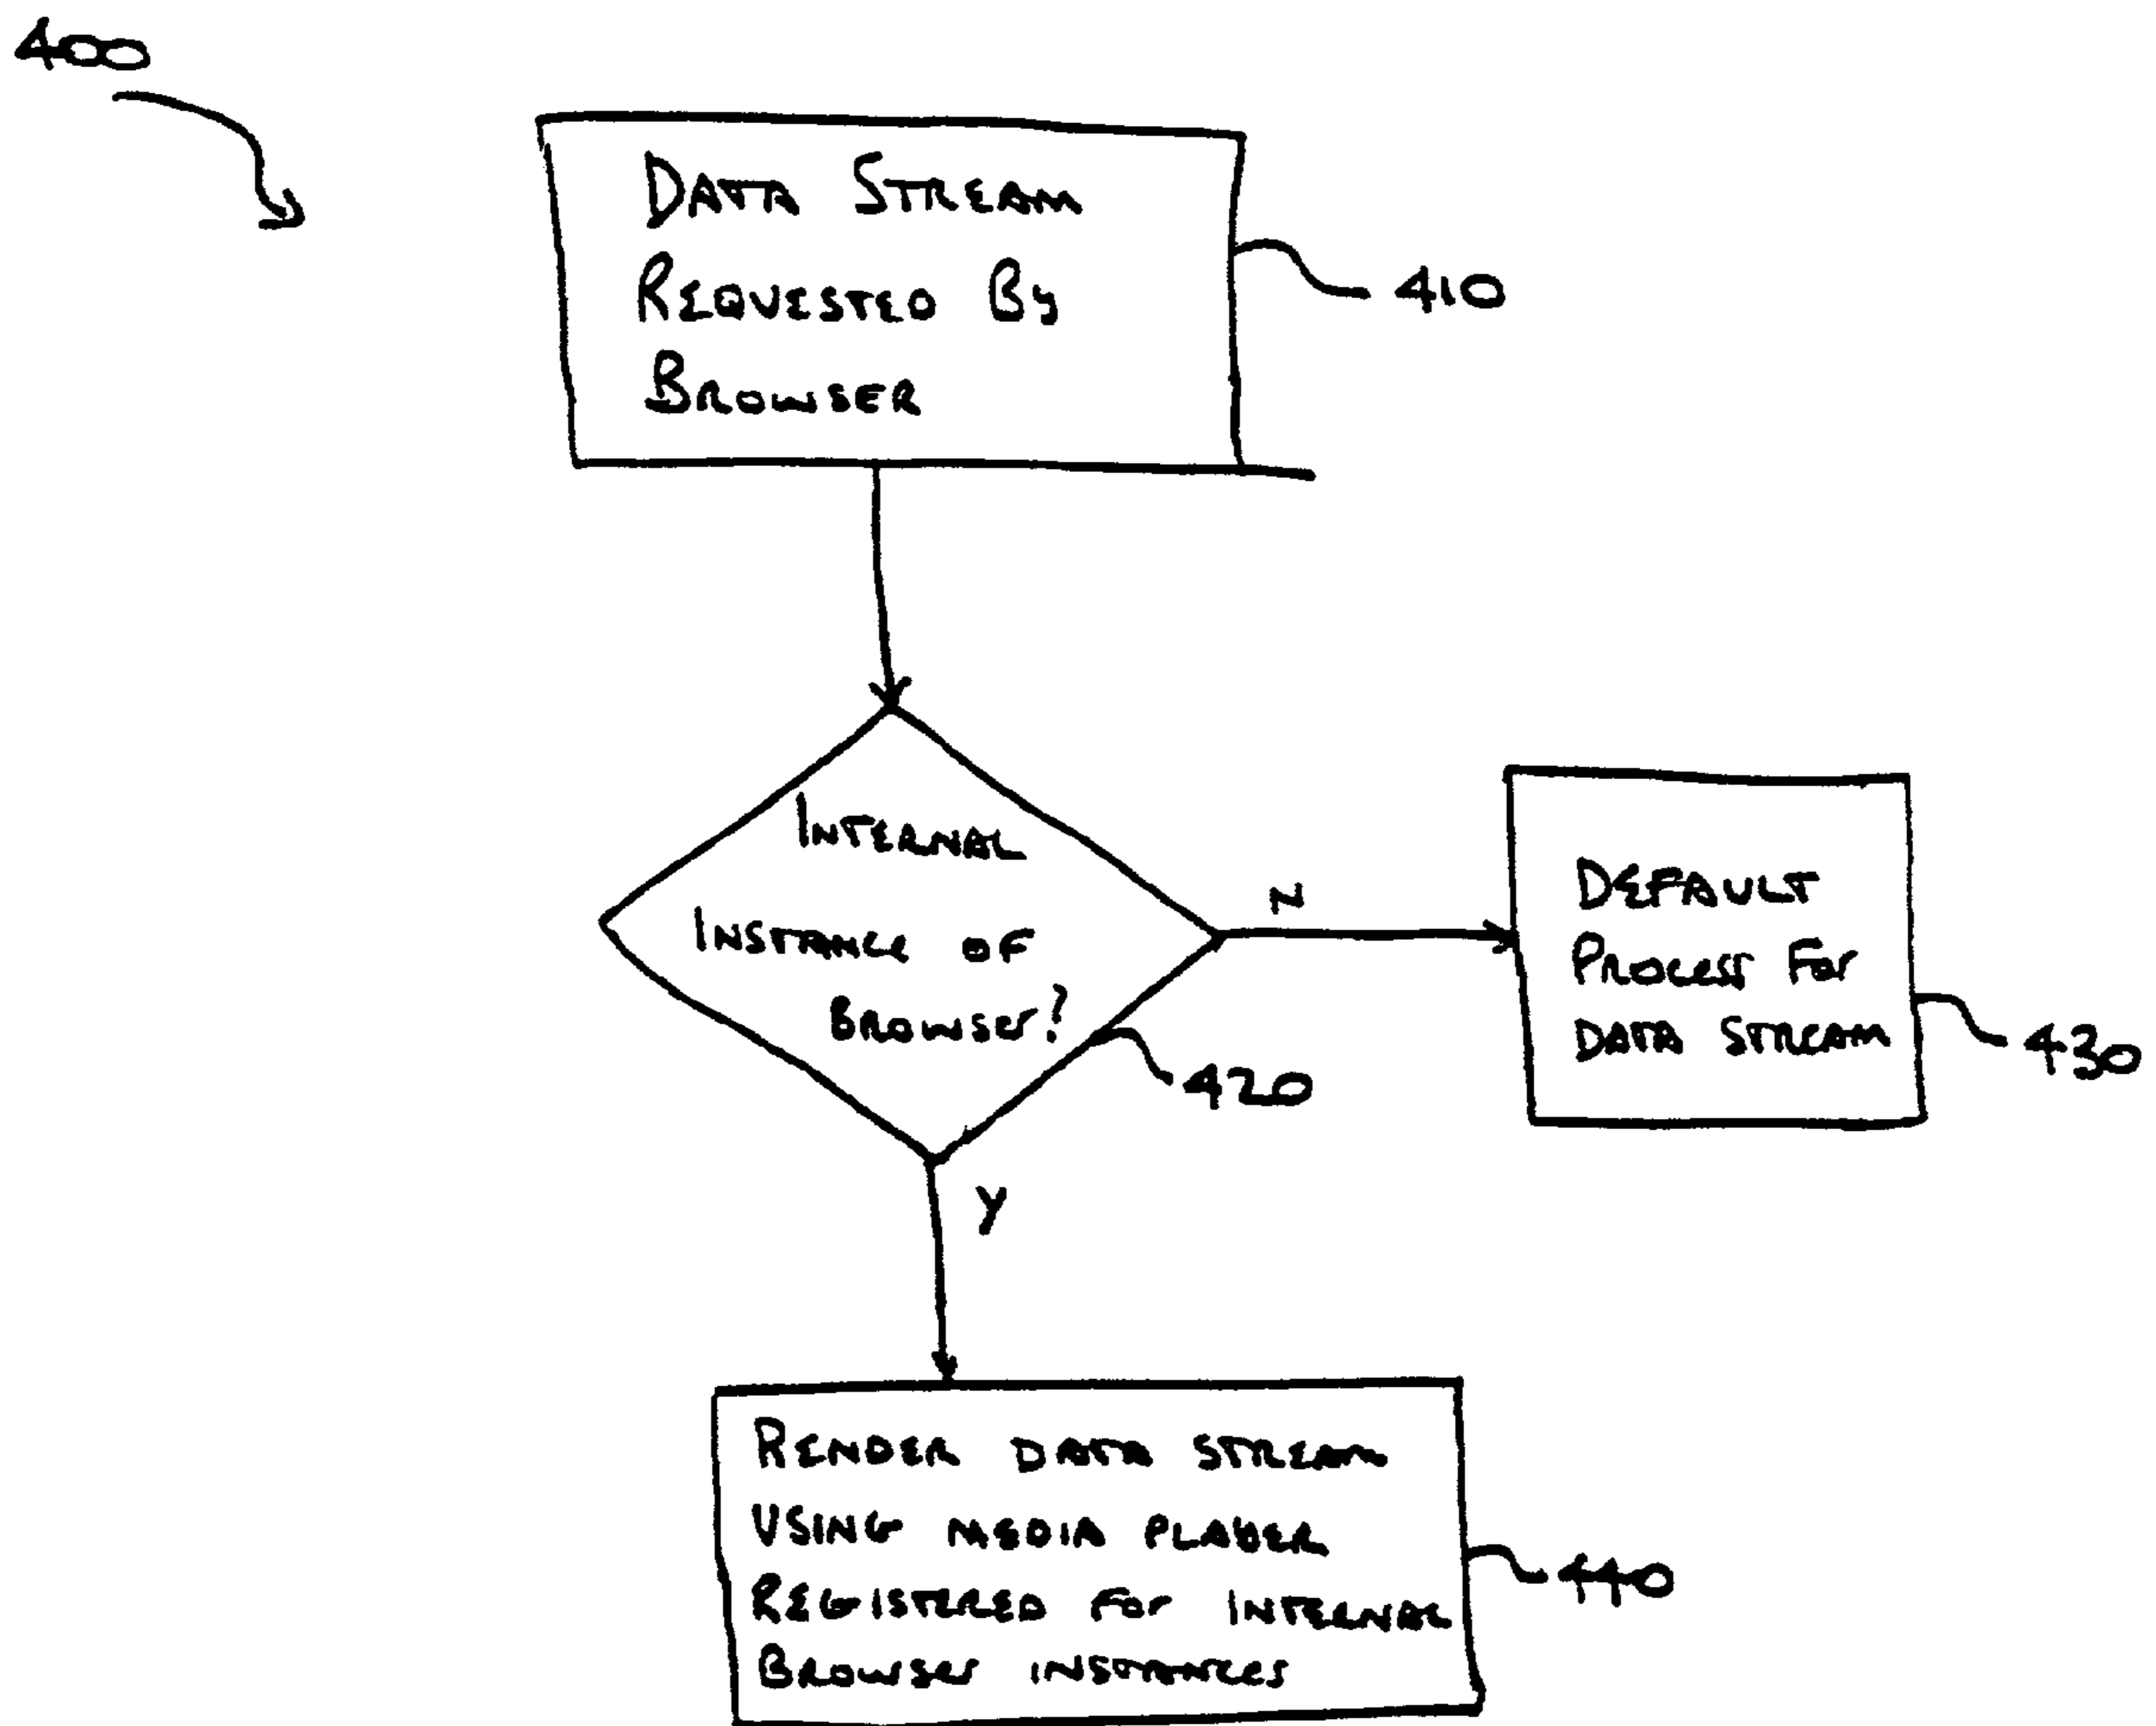 400
DATA STREAM
REQUESTED By
BROWSER
410
INTERNAL
INSTANCE OF
BROWSER?
420
N
DEFAULT
PROCESS FOR
DATA STREAM
430
Y
RENDER DATA STREAM
USING MEDIA PLAYER
REGISTERED FOR INTERNAL
BROWSER INSTANCES
440